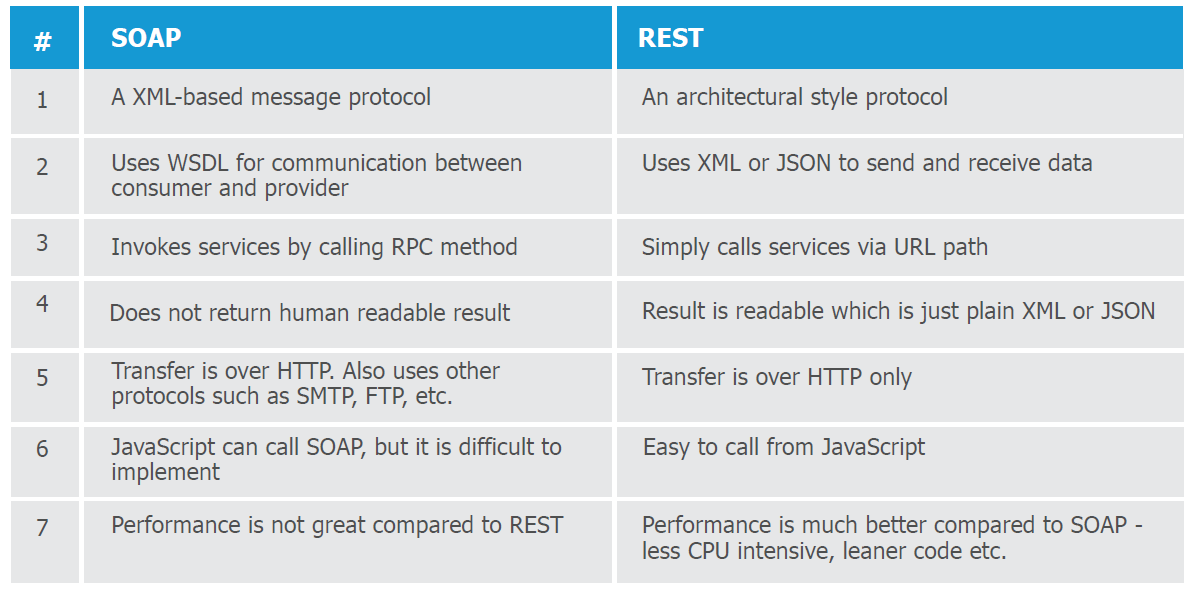 # SOAP REST
1 A XML-based message protocol An architectural style protocol
2 Uses WSDL for communication between
consumer and provider Uses XML or JSON to send and receive data
3 Invokes services by calling RPC method Simply calls services via URL path
4 Does not return human readable result Result is readable which is just plain XML or JSON
5 Transfer is over HTTP. Also uses other
protocols such as SMTP, FTP, etc. Transfer is over HTTP only
6 JavaScript can call SOAP, but it is difficult to
implement Easy to call from JavaScript
7 Performance is not great compared to REST Performance is much better compared to SOAP -
less CPU intensive, leaner code etc.